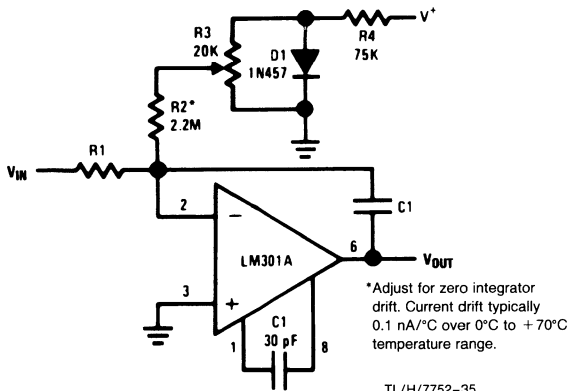 R3
20K
D1
1N457
R4
75K
V+
R2*
2.2M
R1
VIN
2
−
C1
6
LM301A
VOUT
3
+
C1
30 pF
1
8
*Adjust for zero integrator
drift. Current drift typically
0.1 nA/°C over 0°C to +70°C
temperature range.
TL/H/7752–35